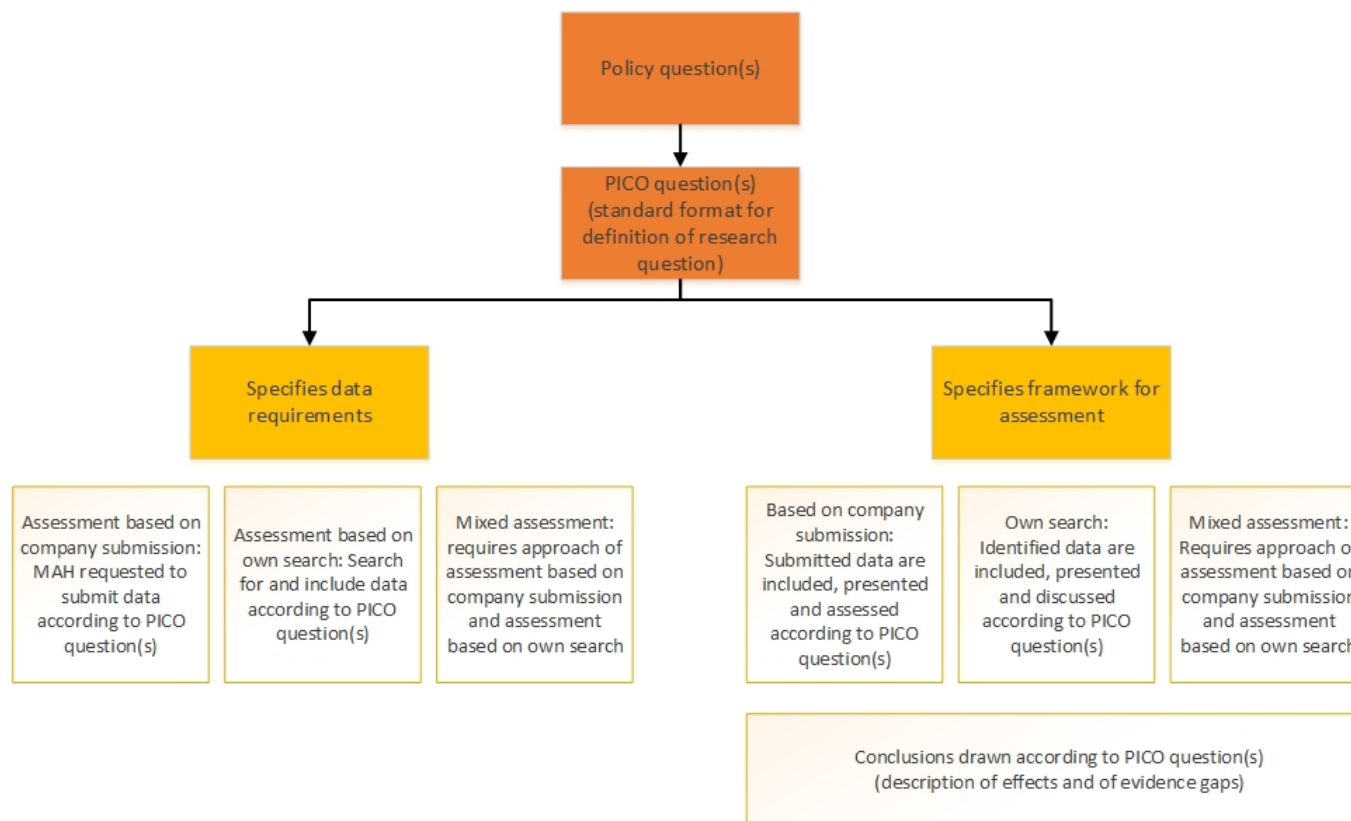 Policy question(s)
PICO question(s)
(standard format for
definition of research
question)
Specifies data
requirements
Specifies framework for
assessment
Assessment based on
company submission:
MAH requested to
submit data
according to PICO
question(s)
Assessment based on
own search: Search
for and include data
according to PICO
question(s)
Mixed assessment:
requires approach of
assessment based on
company submission
and assessment
based on own search
Based on company
submission:
Submitted data are
included, presented
and assessed
according to PICO
question(s)
Own search:
Identified data are
included, presented
and discussed
according to PICO
question(s)
Mixed assessment:
Requires approach of
assessment based on
company submission
and assessment
based on own search
Conclusions drawn according to PICO question(s)
(description of effects and of evidence gaps)